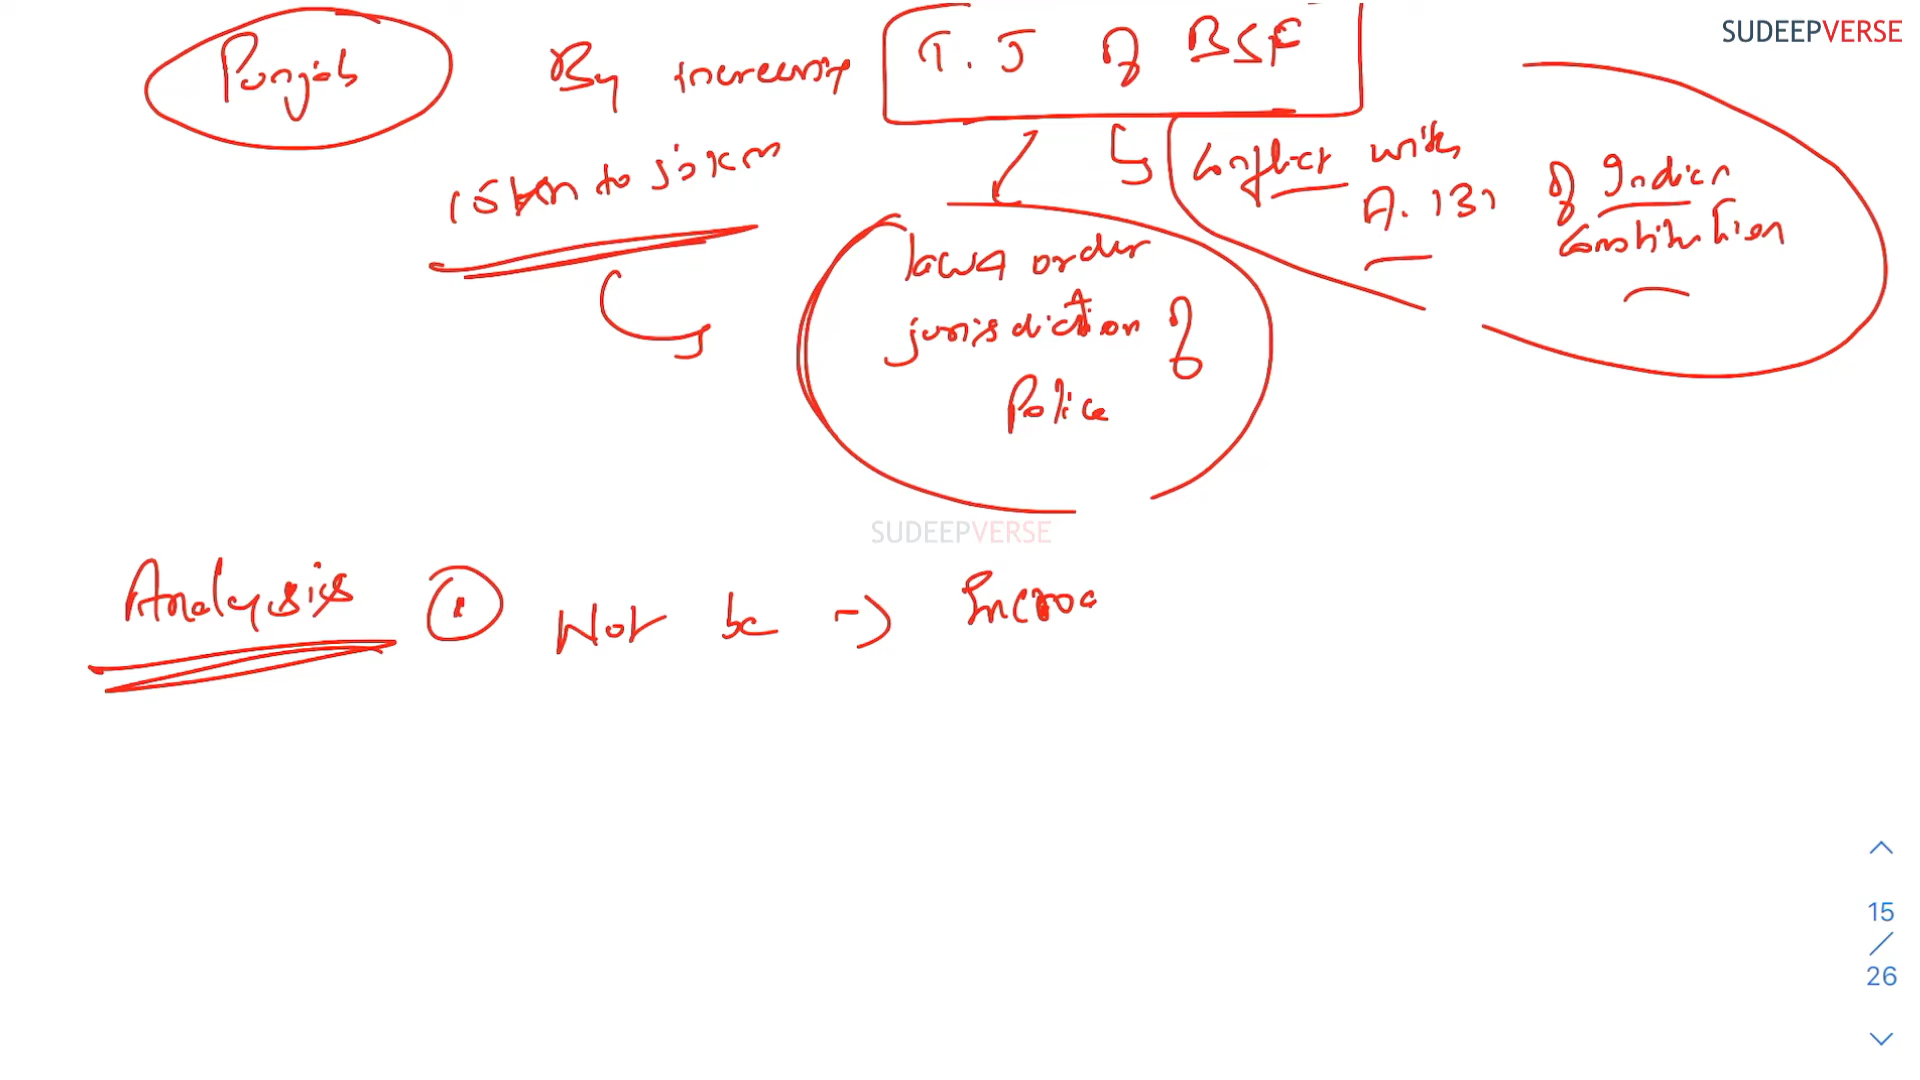 SUDEEPVERSE
Punjab By increasing T.J of BSF
15km to 50km
Conflict with
A. 131 of Indian
Constitution
law & order
jurisdiction of
Police
SUDEEPVERSE
Analysis 1 Not be → Encroa
15
/
26